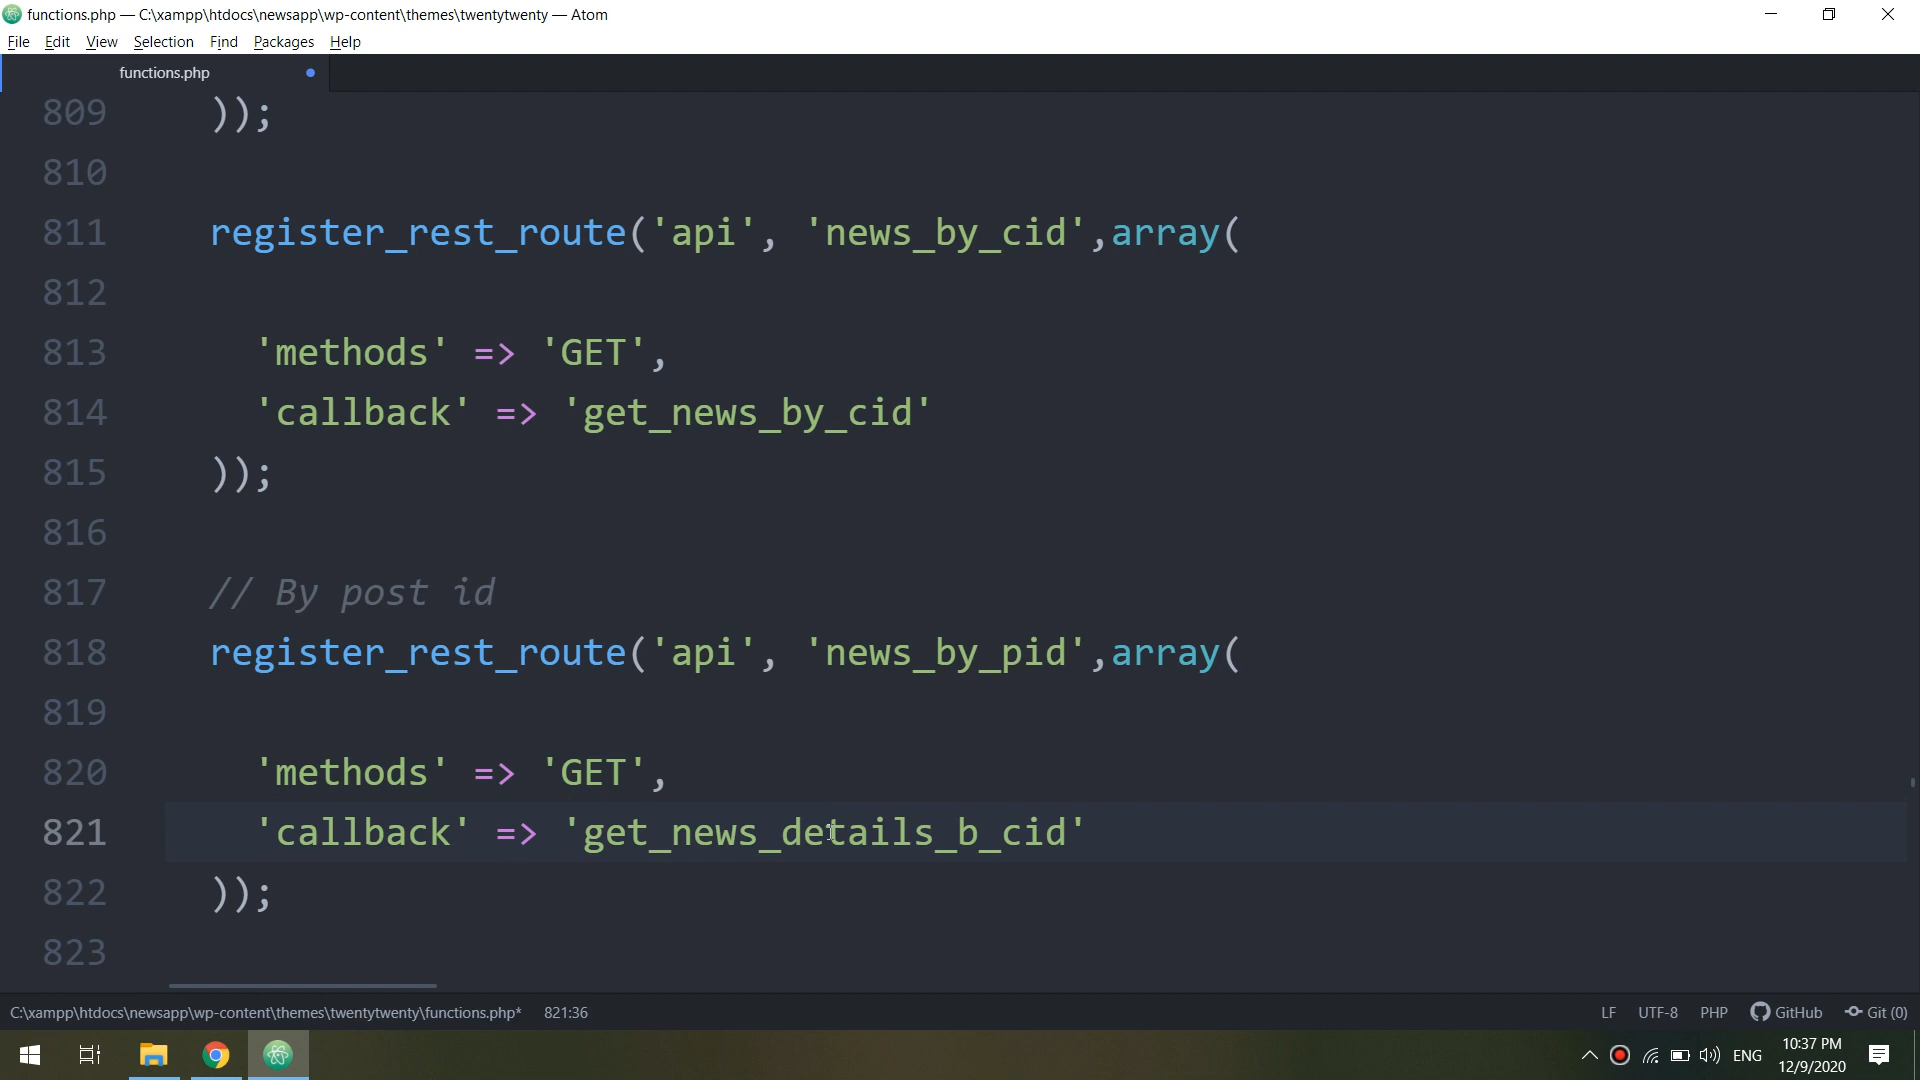 functions.php — C:\xampp\htdocs\newsapp\wp-content\themes\twentytwenty — Atom
File Edit View Selection Find Packages Help
functions.php
809 ));
810
811 register_rest_route('api', 'news_by_cid',array(
812
813 'methods' => 'GET',
814 'callback' => 'get_news_by_cid'
815 ));
816
817 // By post id
818 register_rest_route('api', 'news_by_pid',array(
819
820 'methods' => 'GET',
821 'callback' => 'get_news_details_b_cid'
822 ));
823
C:\xampp\htdocs\newsapp\wp-content\themes\twentytwenty\functions.php* 821:36 LF UTF-8 PHP GitHub Git (0)
ENG 10:37 PM
12/9/2020